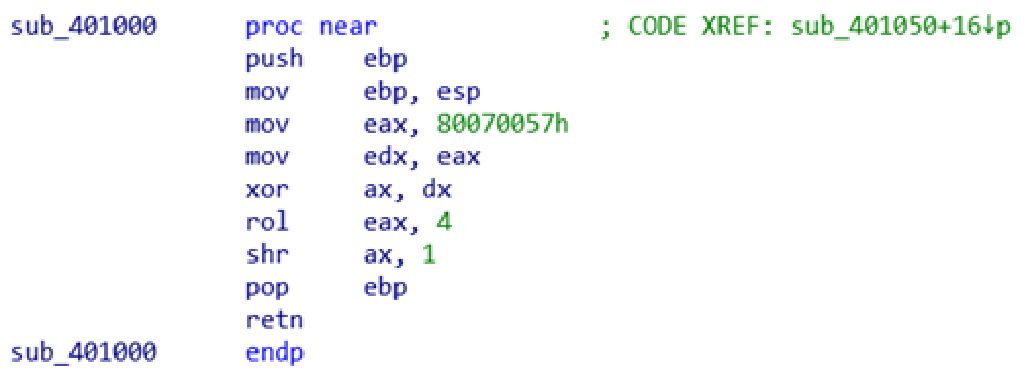 sub_401000 proc near ; CODE XREF: sub_401050+16↓p
push ebp
mov ebp, esp
mov eax, 80070057h
mov edx, eax
xor ax, dx
rol eax, 4
shr ax, 1
pop ebp
retn
sub_401000 endp